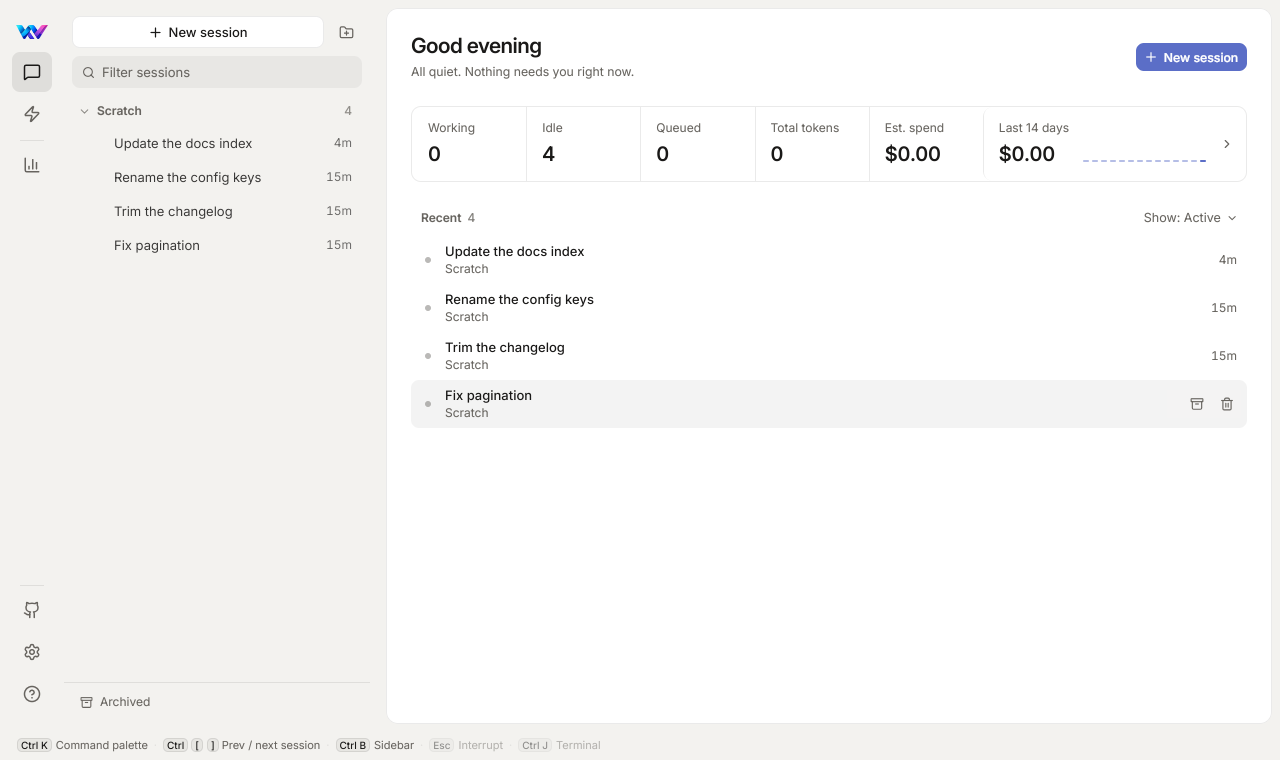 New session
Filter sessions
Scratch 4
Update the docs index 4m
Rename the config keys 15m
Trim the changelog 15m
Fix pagination 15m
Archived
Good evening
All quiet. Nothing needs you right now.
New session
Working
0
Idle
4
Queued
0
Total tokens
0
Est. spend
$0.00
Last 14 days
$0.00
Recent 4
Show: Active
Update the docs index
Scratch
4m
Rename the config keys
Scratch
15m
Trim the changelog
Scratch
15m
Fix pagination
Scratch
Ctrl K Command palette · Ctrl [ ] Prev / next session · Ctrl B Sidebar · Esc Interrupt · Ctrl J Terminal